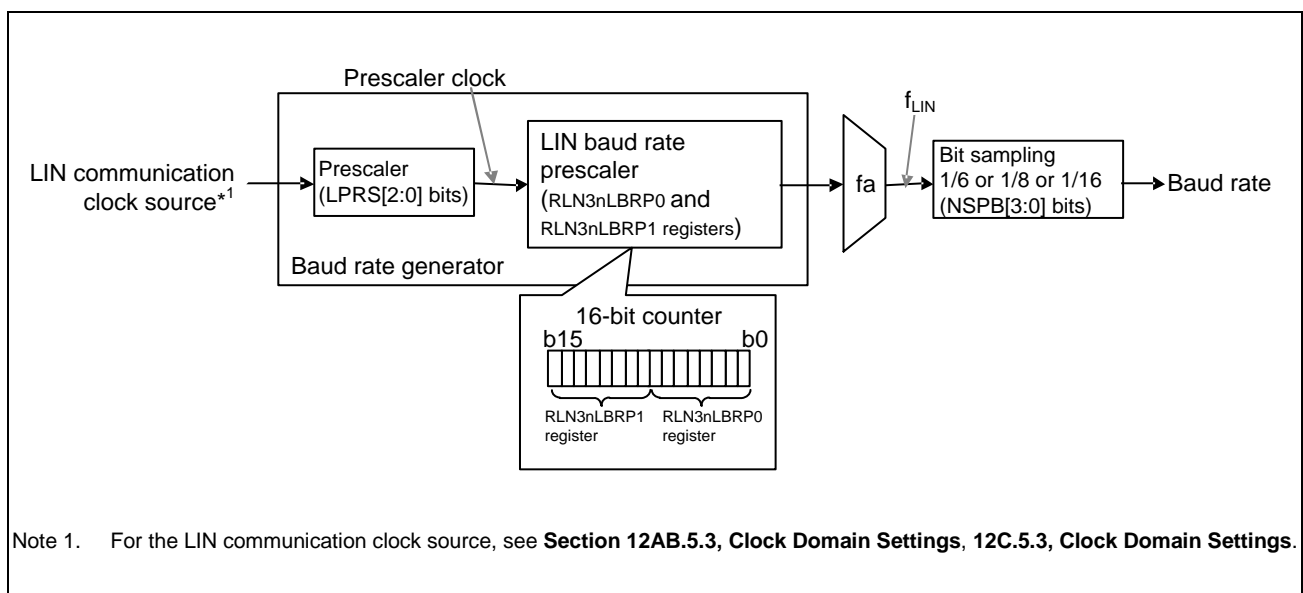 Prescaler clock
f_LIN
LIN communication
clock source*1
Prescaler
(LPRS[2:0] bits)
LIN baud rate
prescaler
(RLN3nLBRP0 and
RLN3nLBRP1 registers)
fa
Bit sampling
1/6 or 1/8 or 1/16
(NSPB[3:0] bits)
Baud rate
Baud rate generator
16-bit counter
b15 b0
RLN3nLBRP1
register
RLN3nLBRP0
register
Note 1. For the LIN communication clock source, see Section 12AB.5.3, Clock Domain Settings, 12C.5.3, Clock Domain Settings.